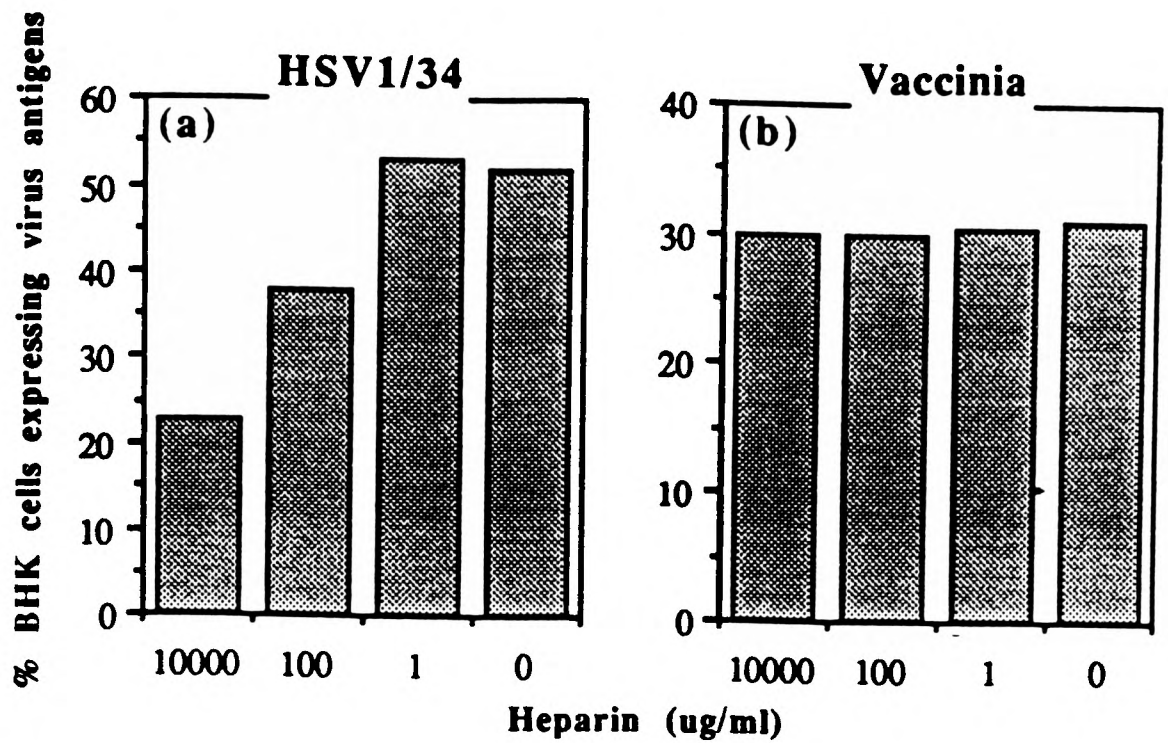 % BHK cells expressing virus antigens
HSV1/34
(a)
60
50
40
30
20
10
0
10000 100 1 0
Vaccinia
(b)
40
30
20
10
0
10000 100 1 0
Heparin (ug/ml)